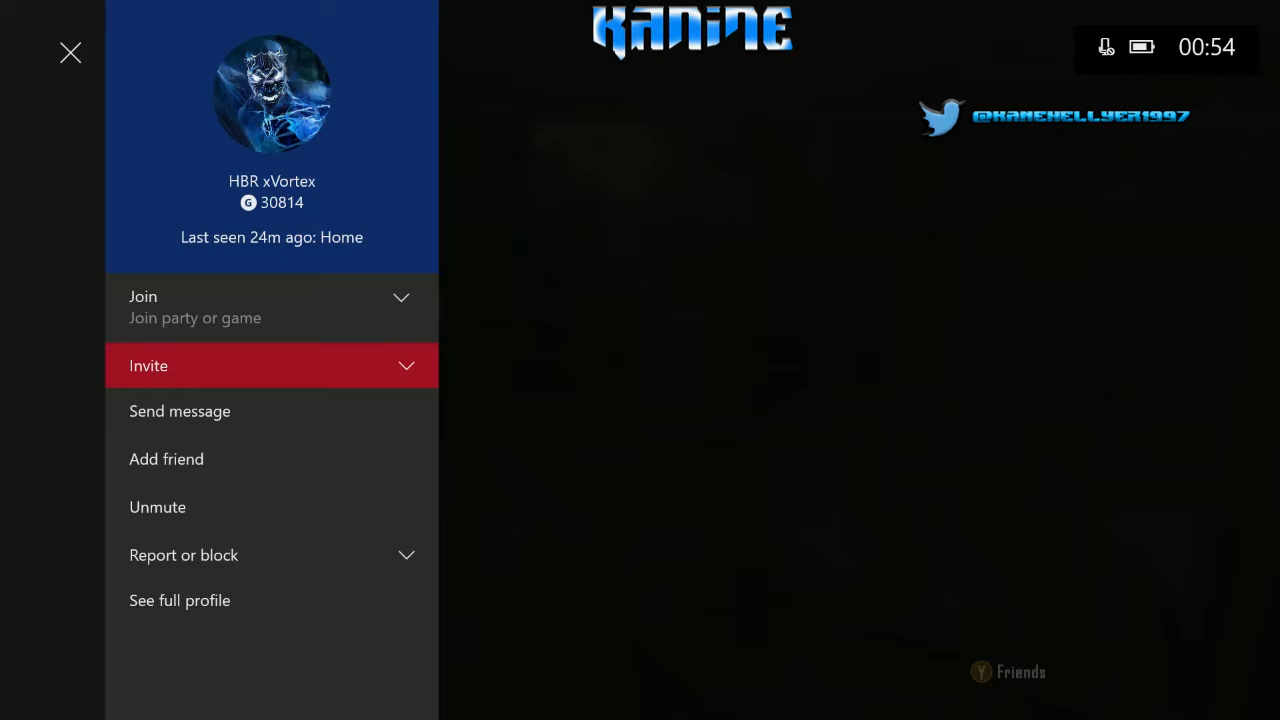 KANINE
00:54
@KANEHELLYER1997
HBR xVortex
G 30814
Last seen 24m ago: Home
Join
Join party or game
Invite
Send message
Add friend
Unmute
Report or block
See full profile
Y Friends